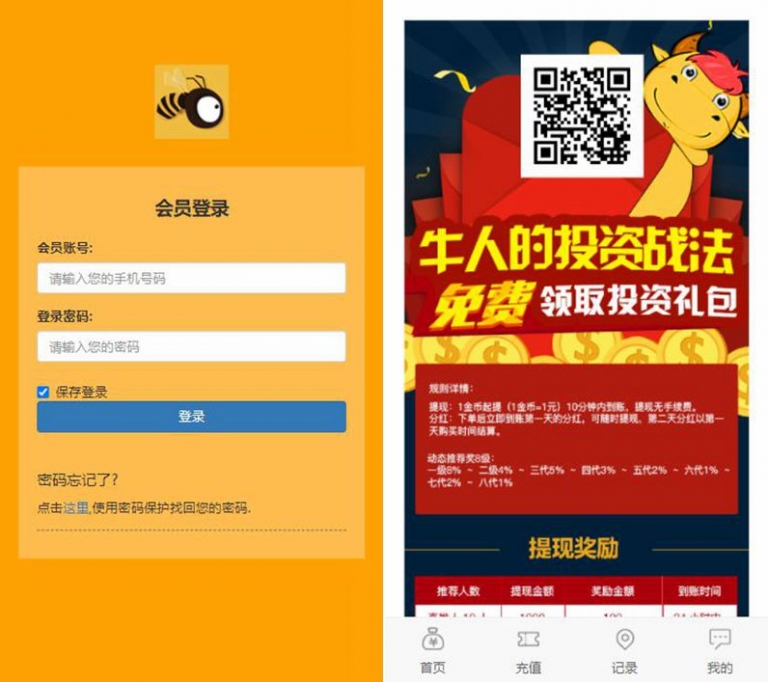 会员登录
会员账号:
请输入您的手机号码
登录密码:
请输入您的密码
保存登录
登录
密码忘记了?
点击这里,使用密码保护找回您的密码.
牛人的投资战法
免费 领取投资礼包
规则详情：
提现：1金币起提（1金币=1元）10分钟内到账，提现无手续费。
分红：下单后立即到账第一天的分红，可随时提现，第二天分红以第一
天购买时间结算。
动态推荐奖8级：
一级8% ~ 二级4% ~ 三代5% ~ 四代3% ~ 五代2% ~ 六代1% ~
七代2% ~ 八代1%
提现奖励
推荐人数 提现金额 奖励金额 到账时间
首页 充值 记录 我的